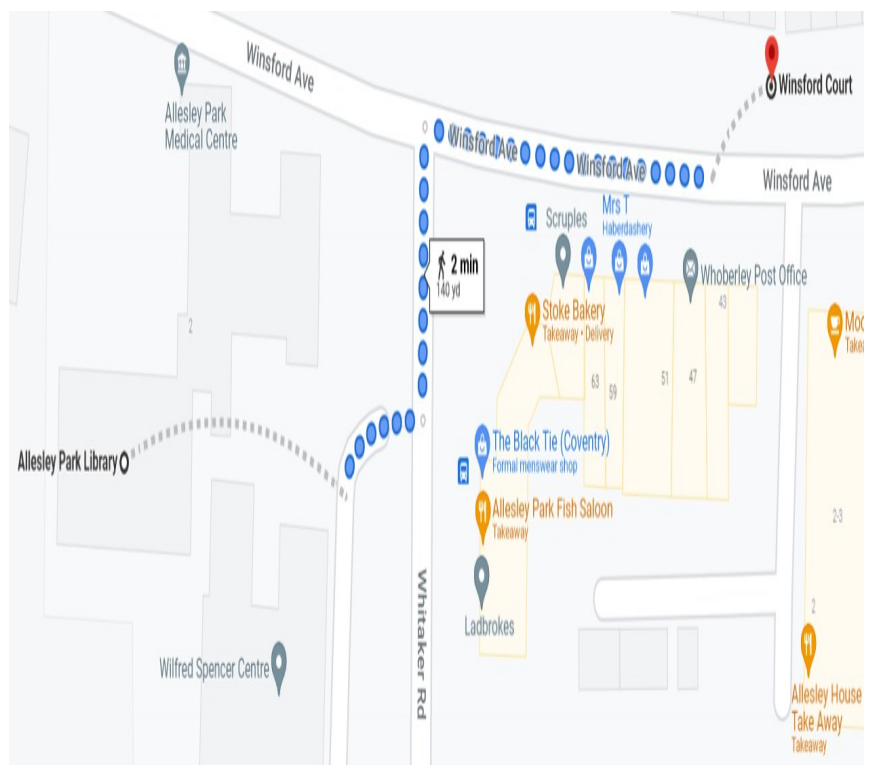 Winsford Ave
Allesley Park
Medical Centre
Winsford Court
Winsford Ave
Winsford Ave
Winsford Ave
Mrs T
Haberdashery
Scruples
2 min
140 yd
Whoberley Post Office
43
Stoke Bakery
Takeaway • Delivery
Moc
Takea
2
63
59
51
47
The Black Tie (Coventry)
Formal menswear shop
Allesley Park Library
Allesley Park Fish Saloon
Takeaway
2-3
Whitaker Rd
2
Ladbrokes
Wilfred Spencer Centre
Allesley House
Take Away
Takeaway